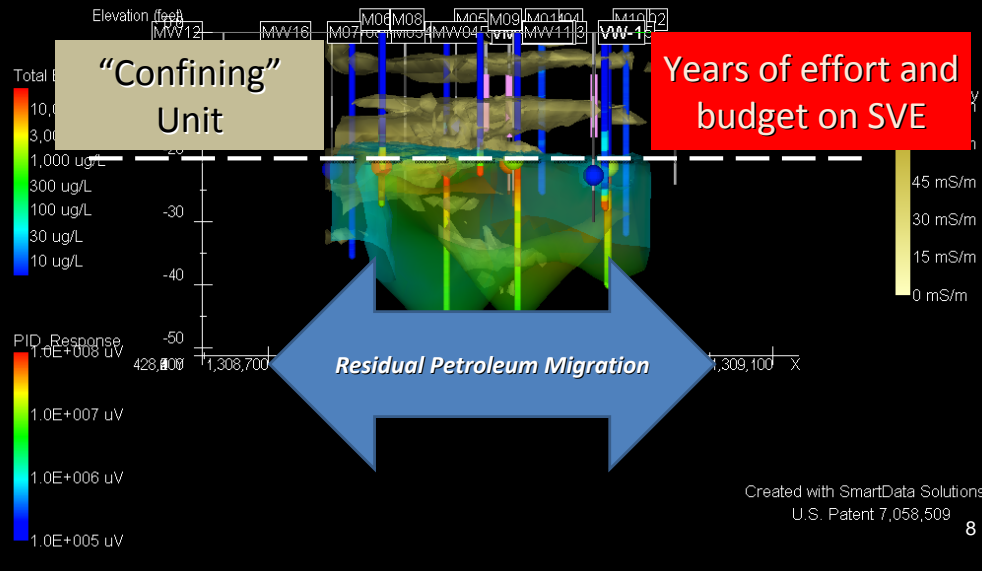 Elevation (feet)
M06 M08 M05 M09 M10
MW12 MW16 M07 MW04 MW11 VW-15
Total
“Confining”
Unit
Years of effort and
budget on SVE
1,000 ug/L
300 ug/L
100 ug/L
30 ug/L
10 ug/L
-30
-40
-50
45 mS/m
30 mS/m
15 mS/m
0 mS/m
PID_Response
1.0E+008 uV
1.0E+007 uV
1.0E+006 uV
1.0E+005 uV
1,308,700
1,309,100 X
Residual Petroleum Migration
Created with SmartData Solutions
U.S. Patent 7,058,509
8